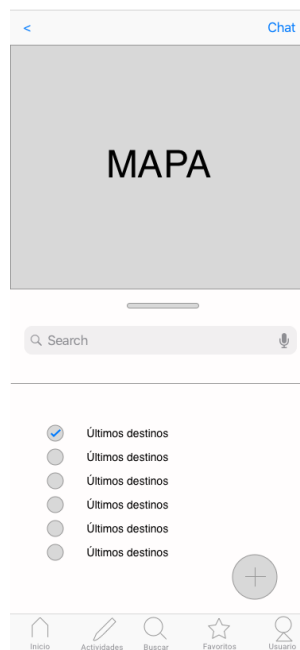 <
Chat
MAPA
Search
Últimos destinos
Últimos destinos
Últimos destinos
Últimos destinos
Últimos destinos
Últimos destinos
Inicio
Actividades
Buscar
Favoritos
Usuario